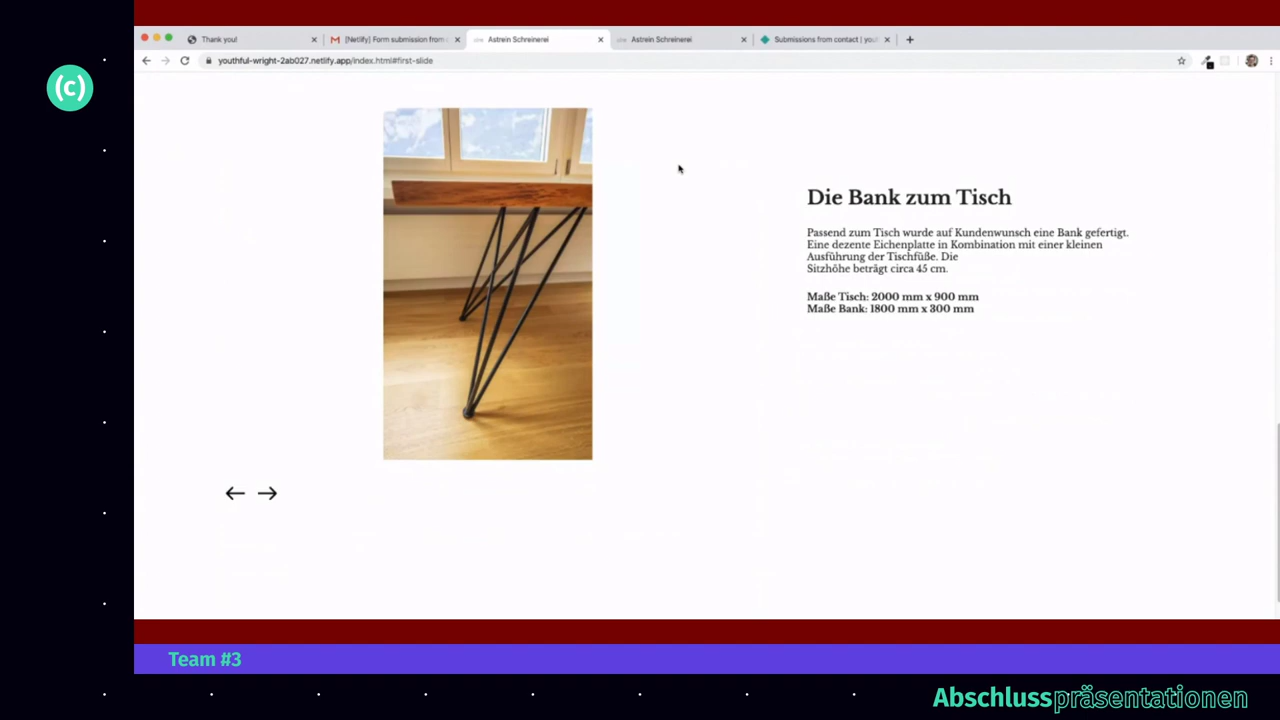 (c)
Thank you!
[Netlify] Form submission from
Astrein Schreinerei
Astrein Schreinerei
Submissions from contact | you
youthful-wright-2ab027.netlify.app/index.html#first-slide
Die Bank zum Tisch
Passend zum Tisch wurde auf Kundenwunsch eine Bank gefertigt.
Eine dezente Eichenplatte in Kombination mit einer kleinen
Ausführung der Tischfüße. Die
Sitzhöhe beträgt circa 45 cm.
Maße Tisch: 2000 mm x 900 mm
Maße Bank: 1800 mm x 300 mm
Team #3
Abschlusspräsentationen